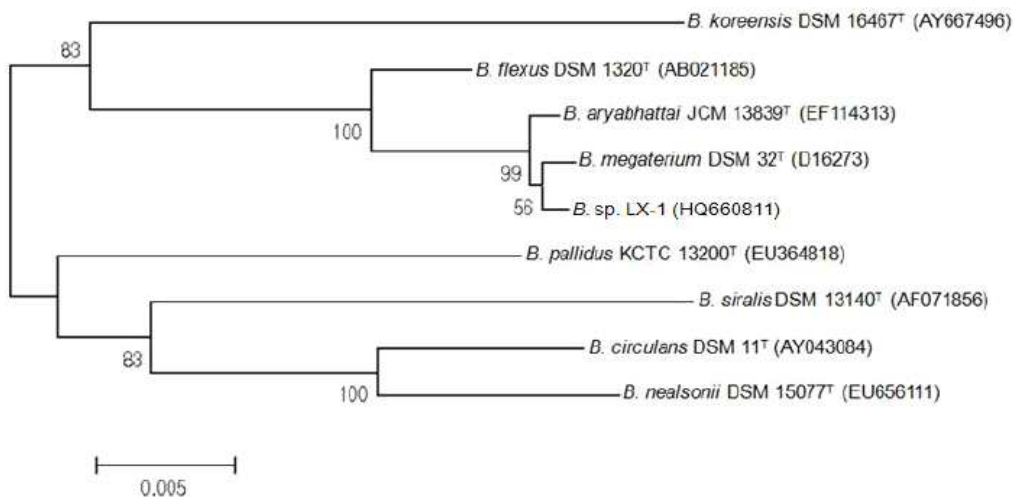 B. koreensis DSM 16467ᵀ (AY667496)
83
B. flexus DSM 1320ᵀ (AB021185)
100
B. aryabhattai JCM 13839ᵀ (EF114313)
B. megaterium DSM 32ᵀ (D16273)
99
56
B. sp. LX-1 (HQ660811)
B. pallidus KCTC 13200ᵀ (EU364818)
B. siralis DSM 13140ᵀ (AF071856)
83
B. circulans DSM 11ᵀ (AY043084)
100
B. nealsonii DSM 15077ᵀ (EU656111)
0.005